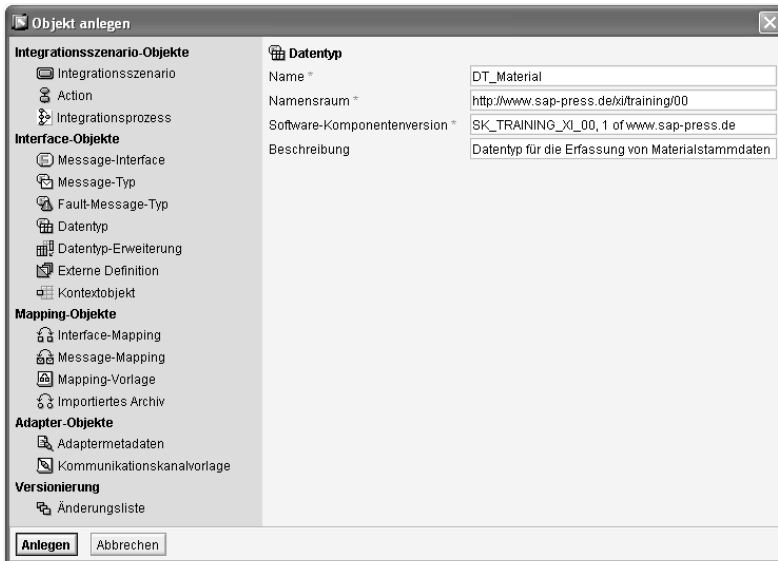 Objekt anlegen
Integrationsszenario-Objekte
Integrationsszenario
Action
Integrationsprozess
Interface-Objekte
Message-Interface
Message-Typ
Fault-Message-Typ
Datentyp
Datentyp-Erweiterung
Externe Definition
Kontextobjekt
Mapping-Objekte
Interface-Mapping
Message-Mapping
Mapping-Vorlage
Importiertes Archiv
Adapter-Objekte
Adaptermetadaten
Kommunikationskanalvorlage
Versionierung
Änderungsliste
Datentyp
Name * DT_Material
Namensraum * http://www.sap-press.de/xi/training/00
Software-Komponentenversion * SK_TRAINING_XI_00, 1 of www.sap-press.de
Beschreibung Datentyp für die Erfassung von Materialstammdaten
Anlegen Abbrechen